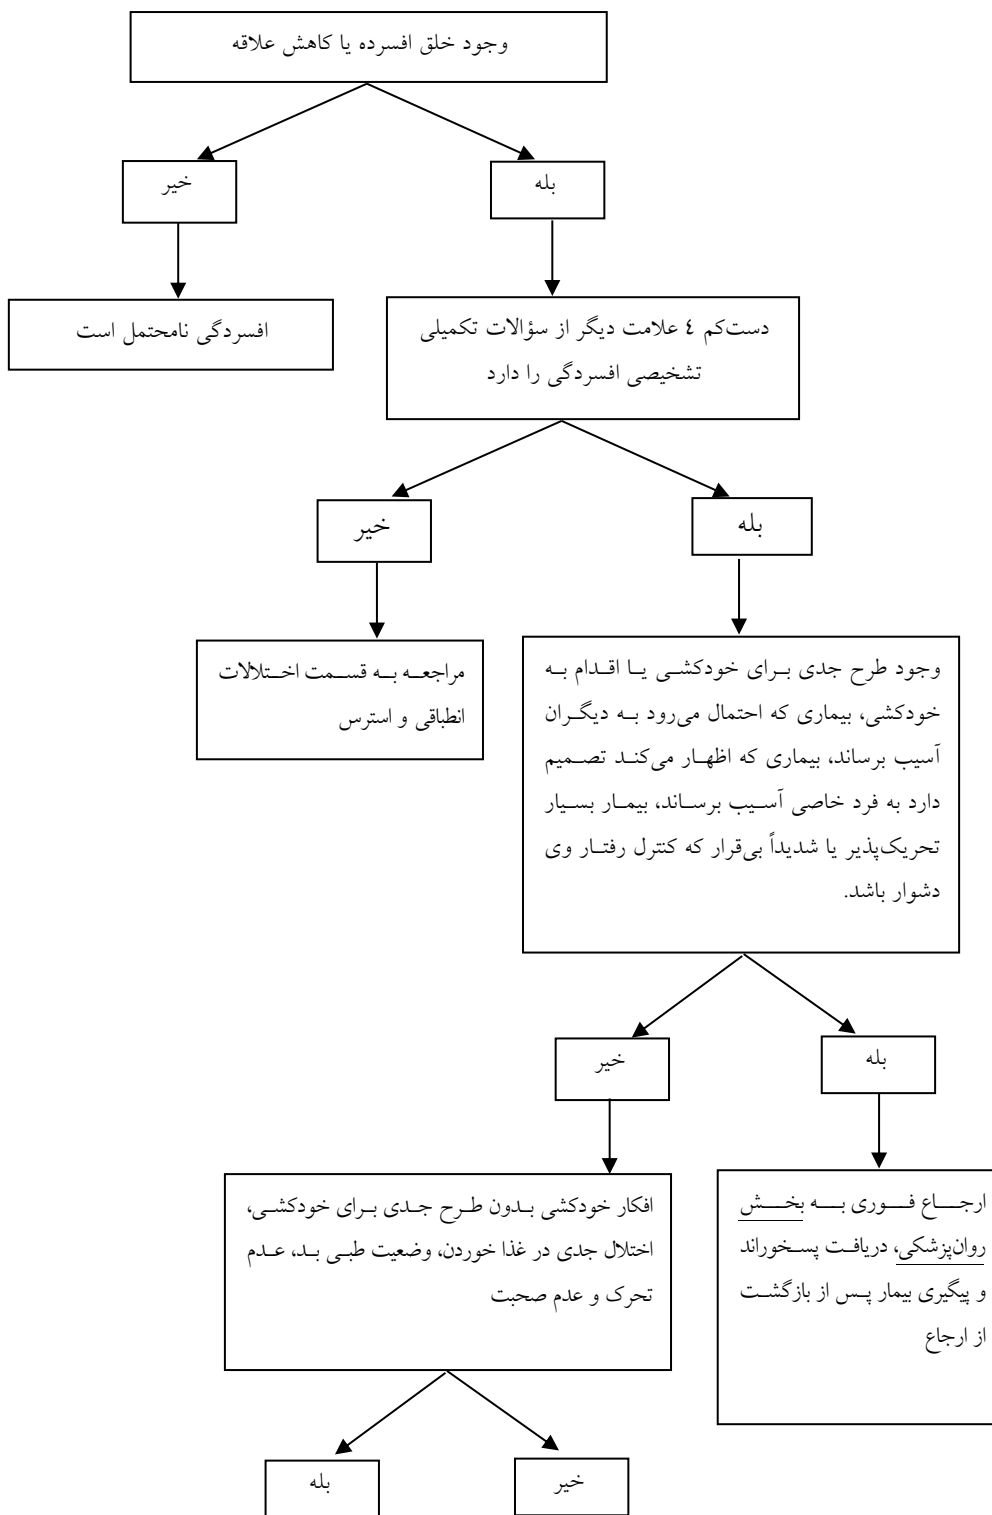 وجود خلق افسرده یا کاهش علاقه
بله
خیر
افسردگی نامحتمل است
دست‌کم ٤ علامت دیگر از سؤالات تکمیلی
تشخیصی افسردگی را دارد
بله
خیر
مراجعه به قسمت اختلالات
انطباقی و استرس
وجود طرح جدی برای خودکشی یا اقدام به
خودکشی، بیماری که احتمال می‌رود به دیگران
آسیب برساند، بیماری که اظهار می‌کند تصمیم
دارد به فرد خاصی آسیب برساند، بیمار بسیار
تحریک‌پذیر یا شدیداً بی‌قرار که کنترل رفتار وی
دشوار باشد.
بله
خیر
ارجاع فوری به بخش
روان‌پزشکی، دریافت پسخوراند
و پیگیری بیمار پس از بازگشت
از ارجاع
افکار خودکشی بدون طرح جدی برای خودکشی،
اختلال جدی در غذا خوردن، وضعیت طبی بد، عدم
تحرک و عدم صحبت
خیر
بله